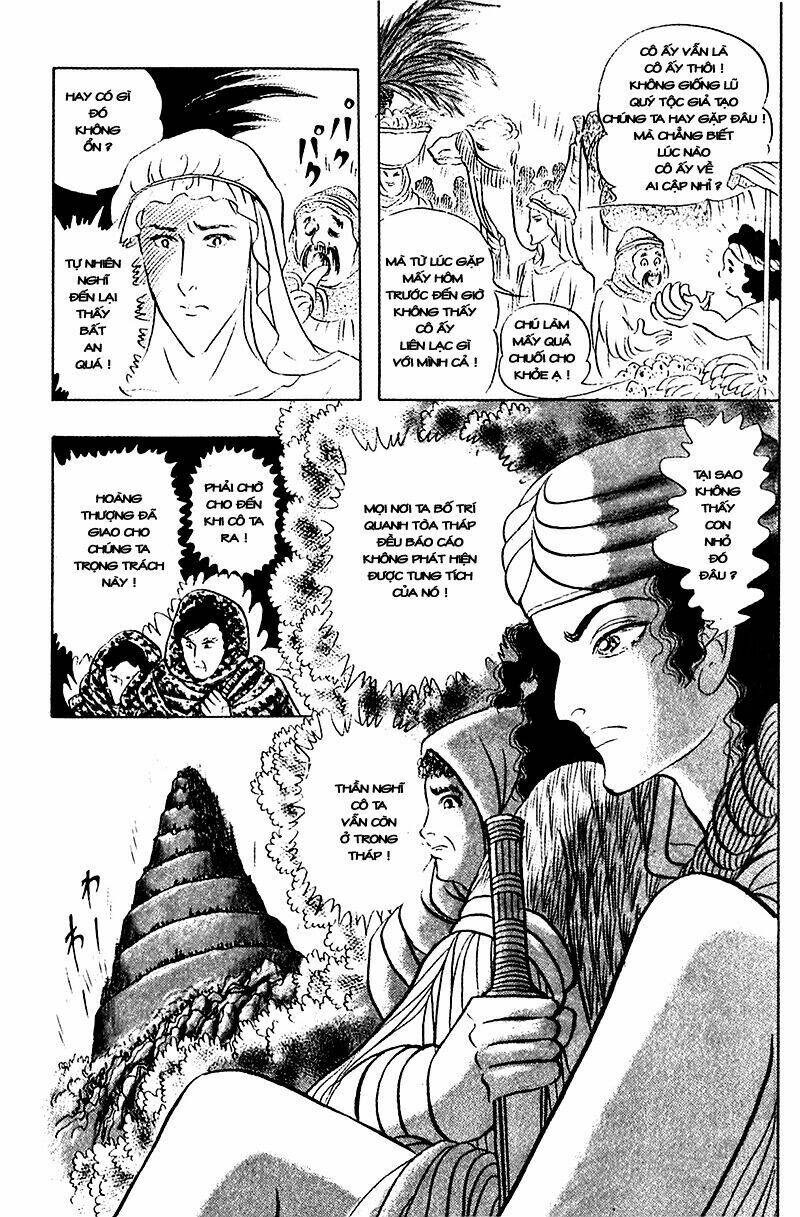 CÔ ẤY VẪN LÀ
CÔ ẤY THÔI !
KHÔNG GIỐNG LŨ
QUÝ TỘC GIẢ TẠO
CHÚNG TA HAY GẶP ĐÂU !
MÀ CHẲNG BIẾT
LÚC NÀO
CÔ ẤY VỀ
AI CẬP NHỈ ?
MÀ TỪ LÚC GẶP
MẤY HÔM
TRƯỚC ĐẾN GIỜ
KHÔNG THẤY
CÔ ẤY
LIÊN LẠC GÌ
VỚI MÌNH CẢ !
CHÚ LÀM
MẤY QUẢ
CHUỐI CHO
KHỎE Ạ !
HAY CÓ GÌ
ĐÓ
KHÔNG
ỔN ?
TỰ NHIÊN
NGHĨ
ĐẾN LẠI
THẤY
BẤT
AN
QUÁ !
TẠI SAO
KHÔNG
THẤY
CON
NHỎ
ĐÓ
ĐÂU ?
MỌI NƠI TA BỐ TRÍ
QUANH TÒA THÁP
ĐỀU BÁO CÁO
KHÔNG PHÁT HIỆN
ĐƯỢC TUNG TÍCH
CỦA NÓ !
PHẢI CHỜ
CHO ĐẾN
KHI CÔ TA
RA !
HOÀNG
THƯỢNG ĐÃ
GIAO CHO
CHÚNG TA
TRỌNG TRÁCH
NÀY !
THẦN NGHĨ
CÔ TA
VẪN CÒN
Ở TRONG
THÁP !
わーわ